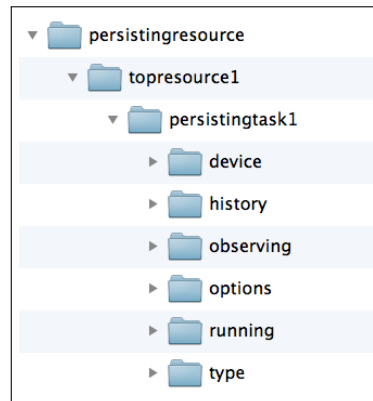 persistingresource
topresource1
persistingtask1
device
history
observing
options
running
type